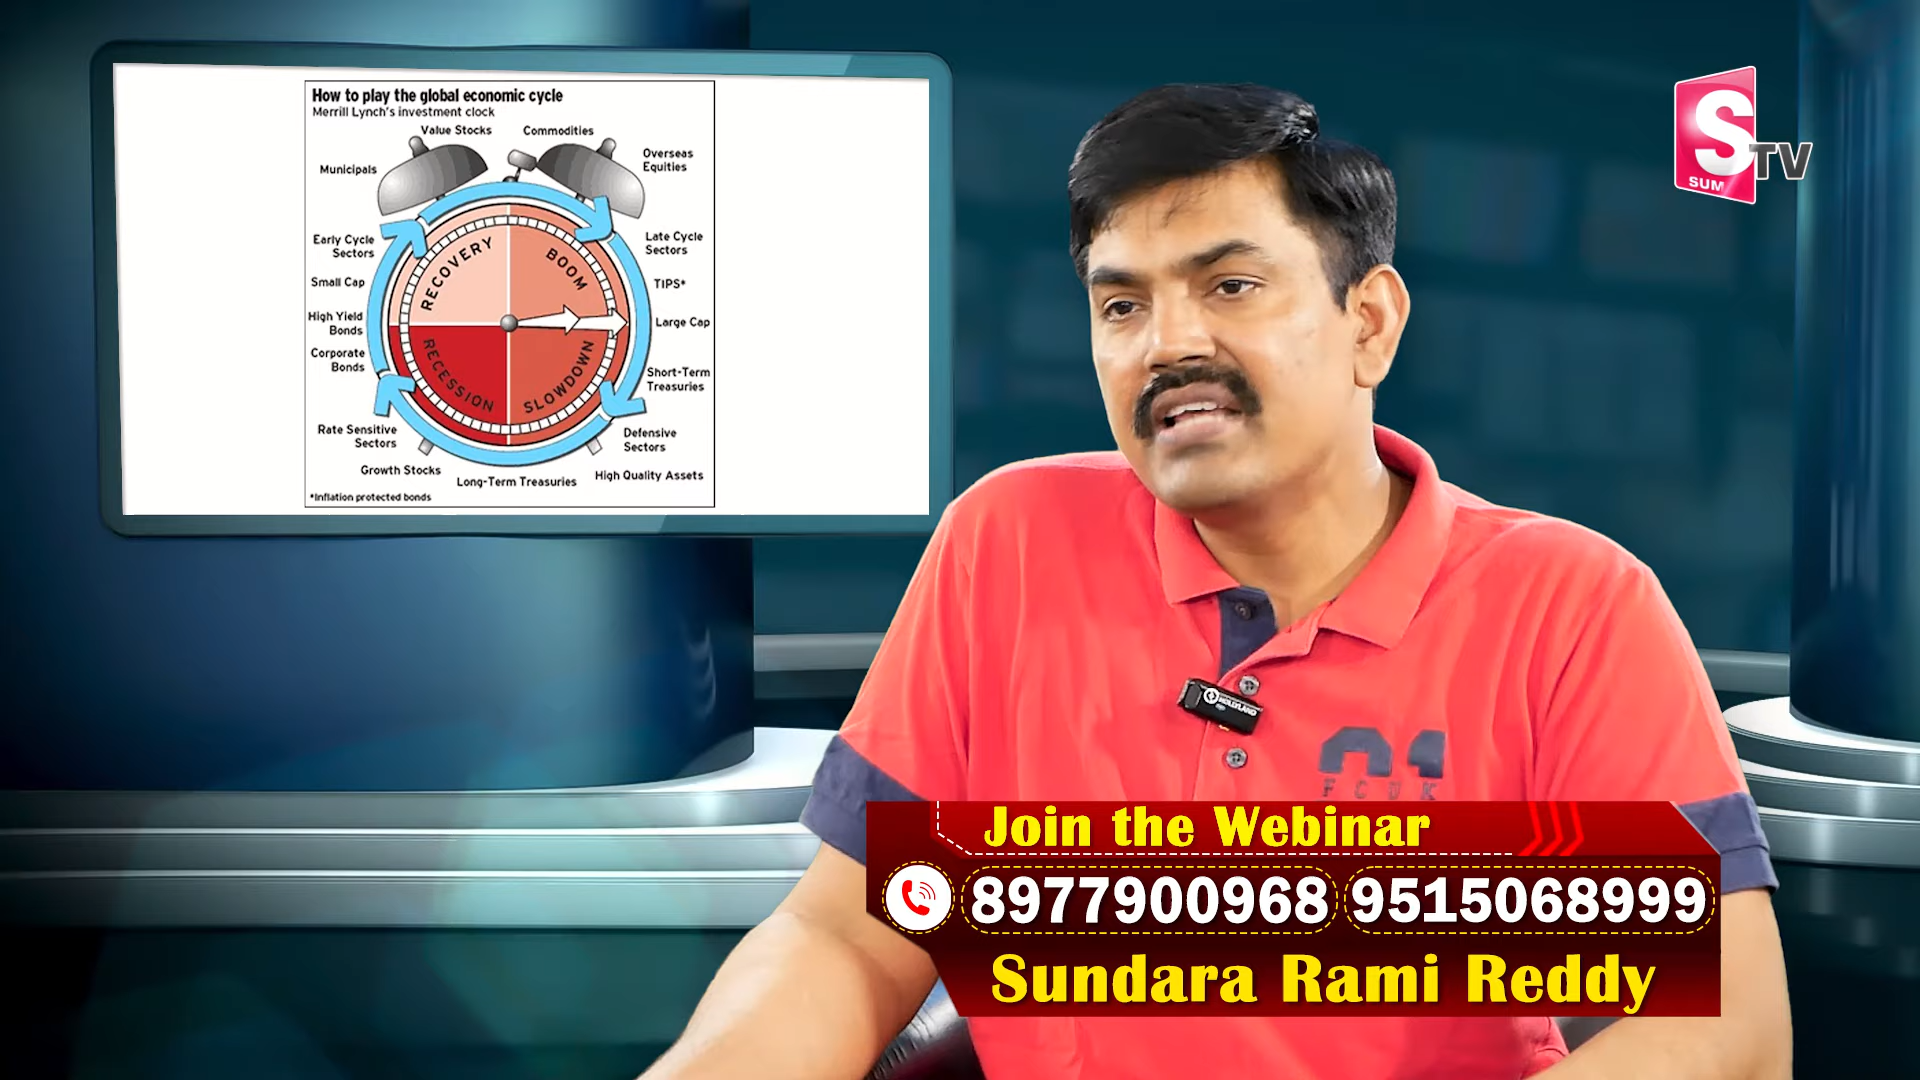 How to play the global economic cycle
Merrill Lynch's investment clock
Value Stocks
Commodities
Municipals
Overseas
Equities
Early Cycle
Sectors
Late Cycle
Sectors
Small Cap
TIPS*
High Yield
Bonds
Large Cap
Corporate
Bonds
Short-Term
Treasuries
RECOVERY
BOOM
RECESSION
SLOWDOWN
Rate Sensitive
Sectors
Defensive
Sectors
Growth Stocks
Long-Term Treasuries
High Quality Assets
*Inflation protected bonds
S
SUM
TV
HOLLYLAND
01
FCUK
Join the Webinar
8977900968
9515068999
Sundara Rami Reddy